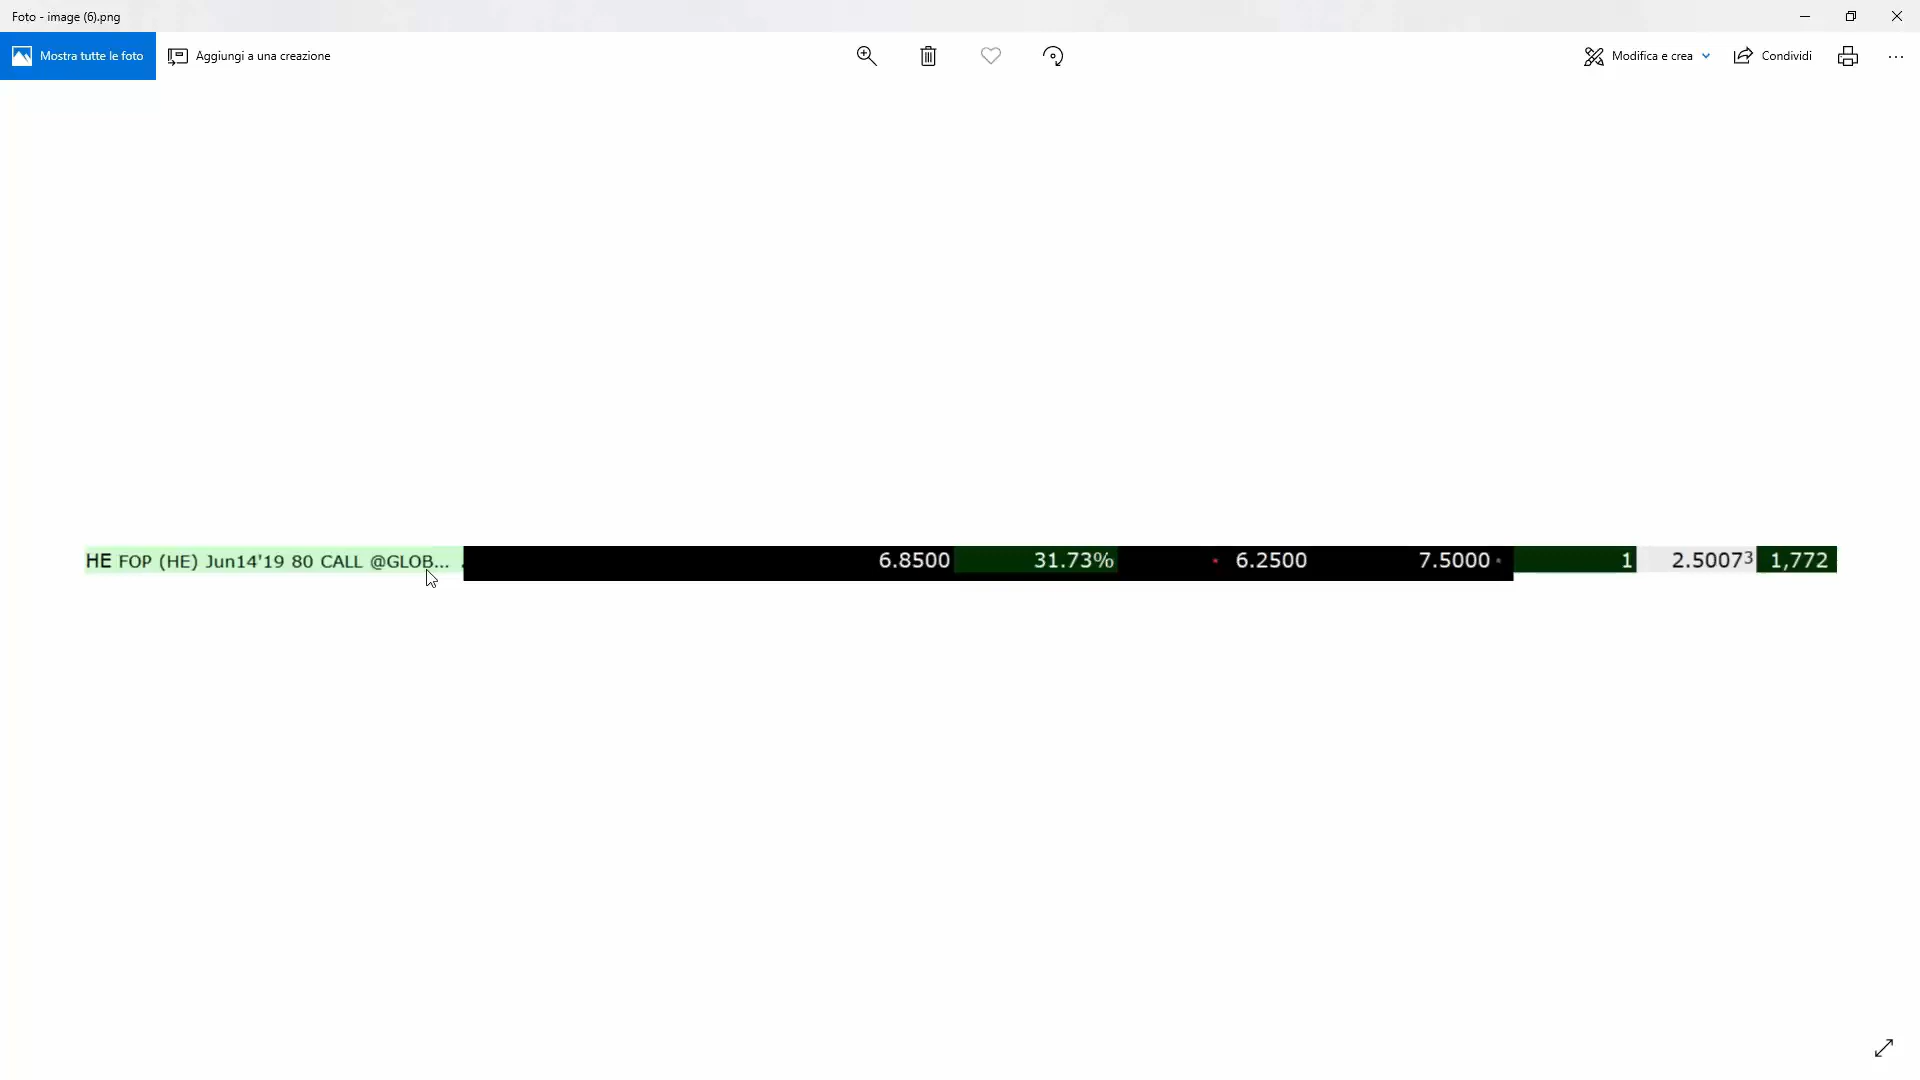 Foto - image (6).png
Mostra tutte le foto
Aggiungi a una creazione
Modifica e crea
Condividi
HE FOP (HE) Jun14'19 80 CALL @GLOB... 6.8500 31.73% 6.2500 7.5000 1 2.50073 1,772